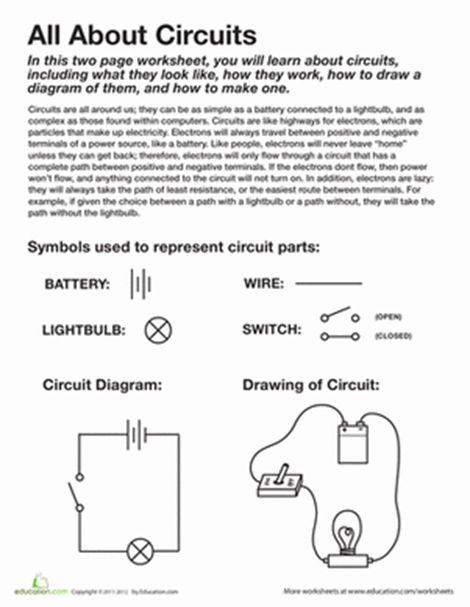 All About Circuits
In this two page worksheet, you will learn about circuits,
including what they look like, how they work, how to draw a
diagram of them, and how to make one.
Circuits are all around us; they can be as simple as a battery connected to a lightbulb, and as
complex as those found within computers. Circuits are like highways for electrons, which are
particles that make up electricity. Electrons will always travel between positive and negative
terminals of a power source, like a battery. Like people, electrons will never leave “home”
unless they can get back; therefore, electrons will only flow through a circuit that has a
complete path between positive and negative terminals. If the electrons dont flow, then power
won’t flow, and anything connected to the circuit will not turn on. In addition, electrons are lazy:
they will always take the path of least resistance, or the easiest route between terminals. For
example, if given the choice between a path with a lightbulb or a path without, they will take the
path without the lightbulb.
Symbols used to represent circuit parts:
BATTERY:
WIRE:
LIGHTBULB:
SWITCH:
(OPEN)
(CLOSED)
Circuit Diagram:
Drawing of Circuit:
education.com
Copyright © 2011-2012 by Education.com
More worksheets at www.education.com/worksheets